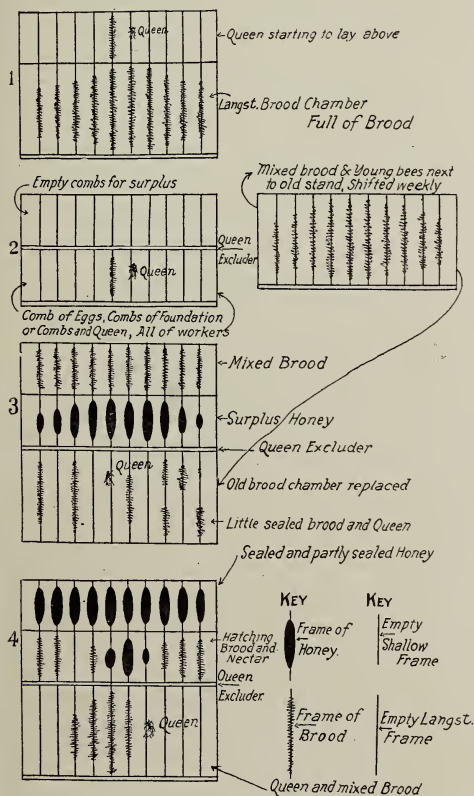 1
Queen
Queen starting to lay above
Langst. Brood Chamber
Full of Brood
2
Empty combs for surplus
Queen
Excluder
Queen
Comb of Eggs, Combs of Foundation
or Combs and Queen, All of workers
Mixed brood & Young bees next
to old stand, Shifted weekly
3
Mixed Brood
Surplus Honey
Queen Excluder
Queen
Old brood chamber replaced
Little sealed brood and Queen
4
Sealed and partly sealed Honey
Hatching
Brood and
Nectar
Queen
Excluder
Queen
Queen and mixed Brood
KEY
Frame of
Honey.
Frame of
Brood
KEY
Empty
Shallow
Frame
Empty Langst.
Frame